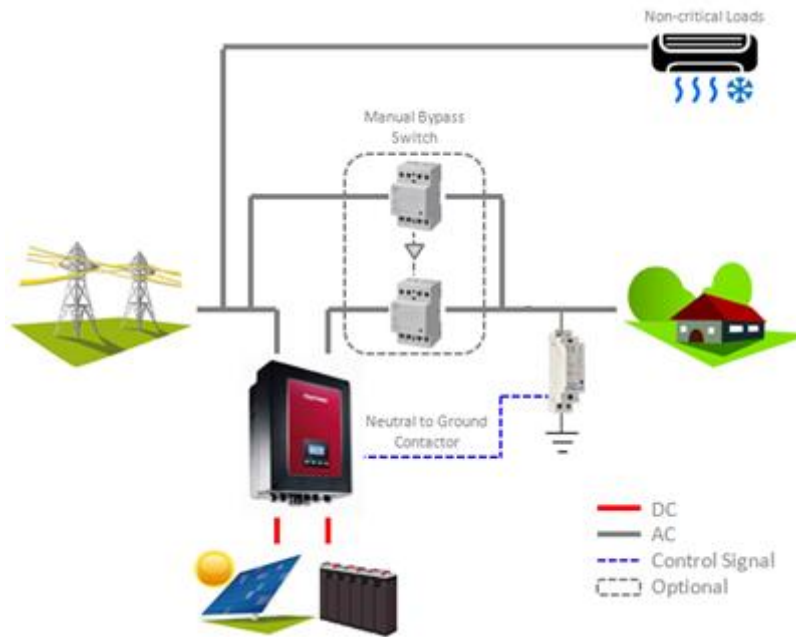 Non-critical Loads
Manual Bypass
Switch
Neutral to Ground
Contactor
DC
AC
Control Signal
Optional